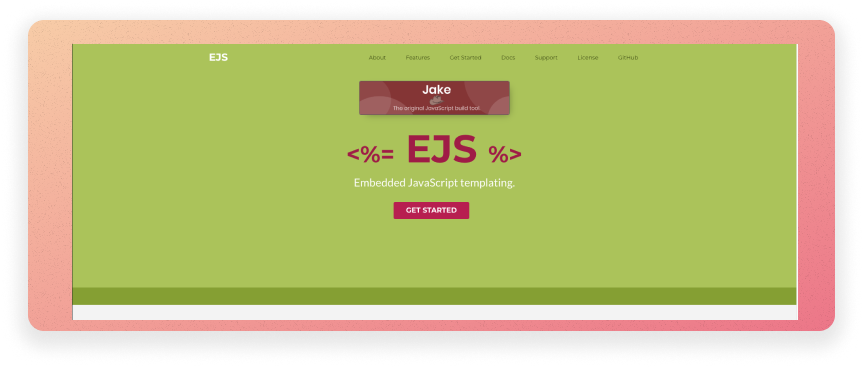 EJS
About Features Get Started Docs Support License GitHub
Jake
The original JavaScript build tool
<%= EJS %>
Embedded JavaScript templating.
GET STARTED